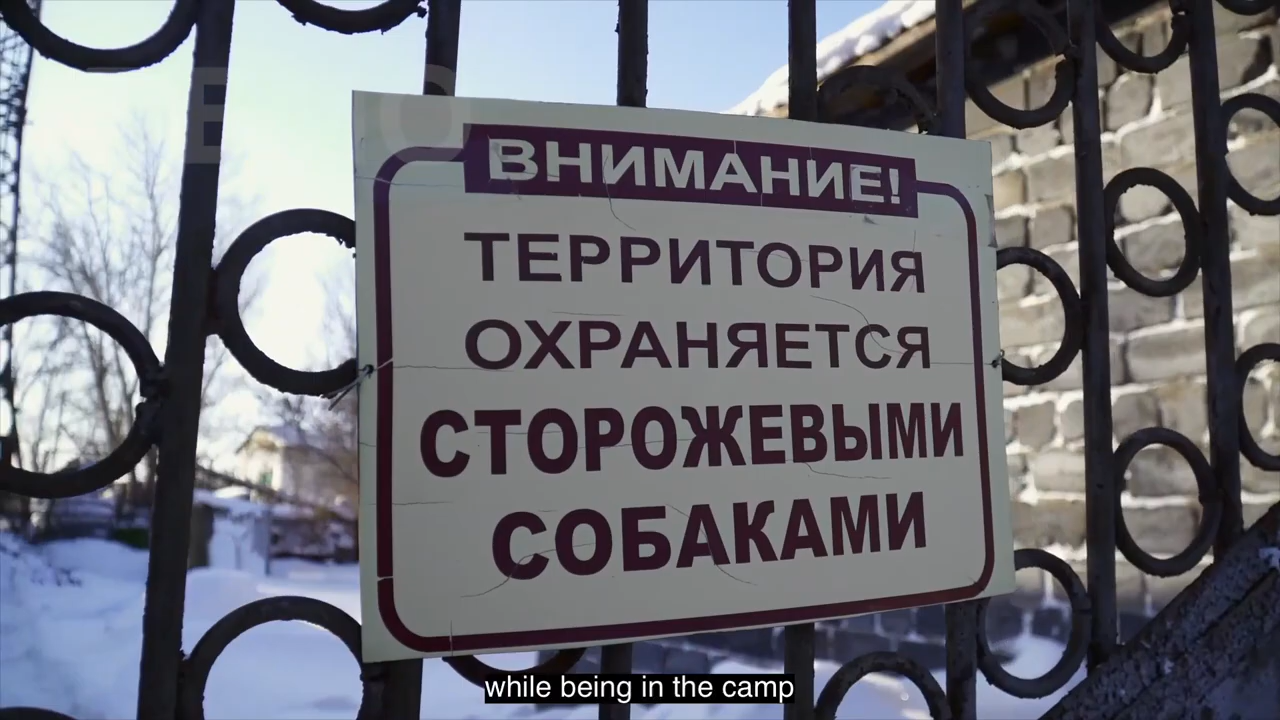 ВНИМАНИЕ!
ТЕРРИТОРИЯ
ОХРАНЯЕТСЯ
СТОРОЖЕВЫМИ
СОБАКАМИ
while being in the camp